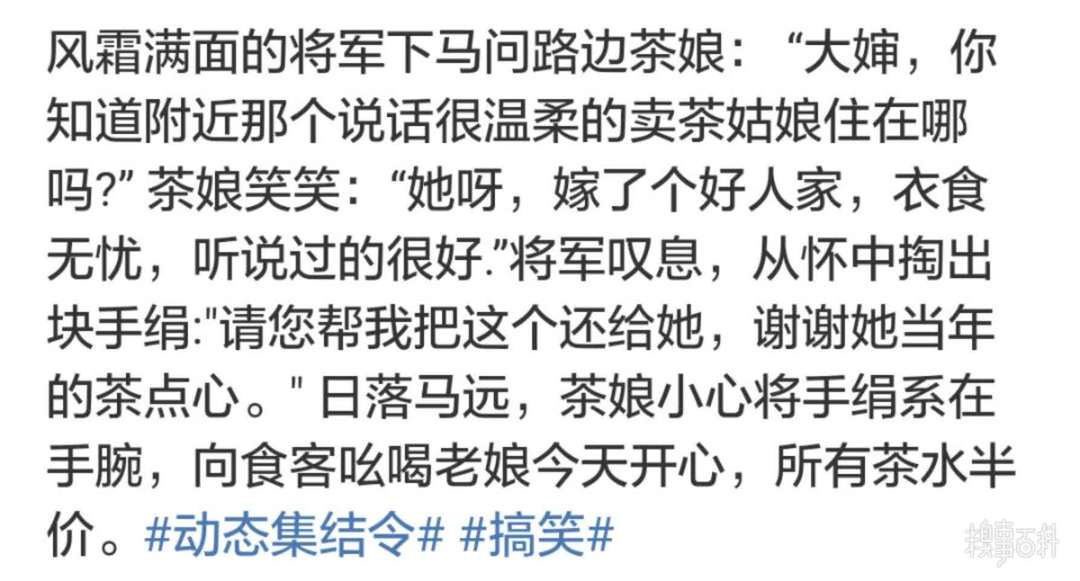 风霜满面的将军下马问路边茶娘：“大婶，你
知道附近那个说话很温柔的卖茶姑娘住在哪
吗?” 茶娘笑笑：“她呀，嫁了个好人家，衣食
无忧，听说过的很好.”将军叹息，从怀中掏出
块手绢:"请您帮我把这个还给她，谢谢她当年
的茶点心。" 日落马远，茶娘小心将手绢系在
手腕，向食客吆喝老娘今天开心，所有茶水半
价。#动态集结令# #搞笑#
糗事百科